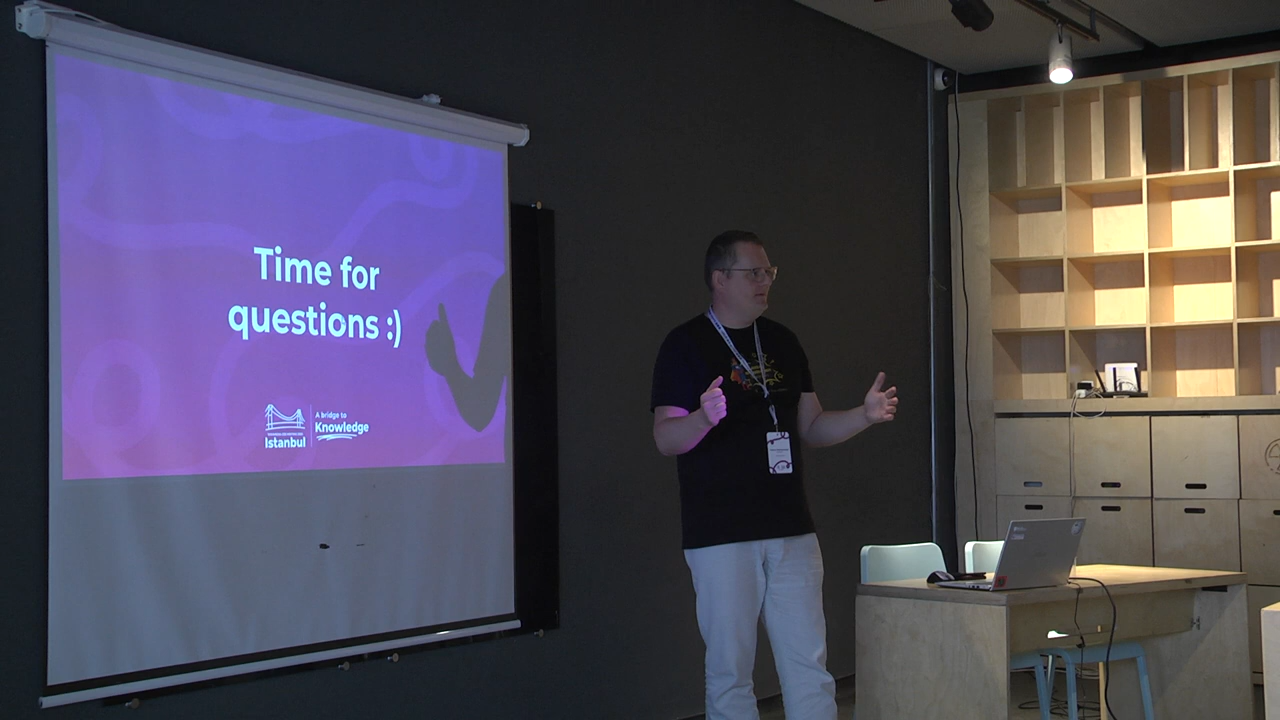 Time for
questions :)
Istanbul
A bridge to
Knowledge